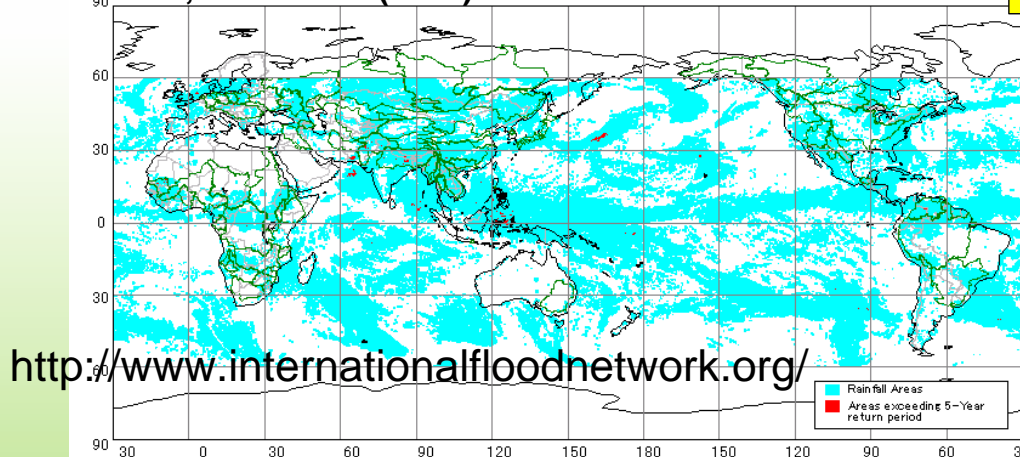 90
60
30
0
30
http://www.internationalfloodnetwork.org/
60
Rainfall Areas
Areas exceeding 5-Year
return period
90
30 0 30 60 90 120 150 180 150 120 90 60